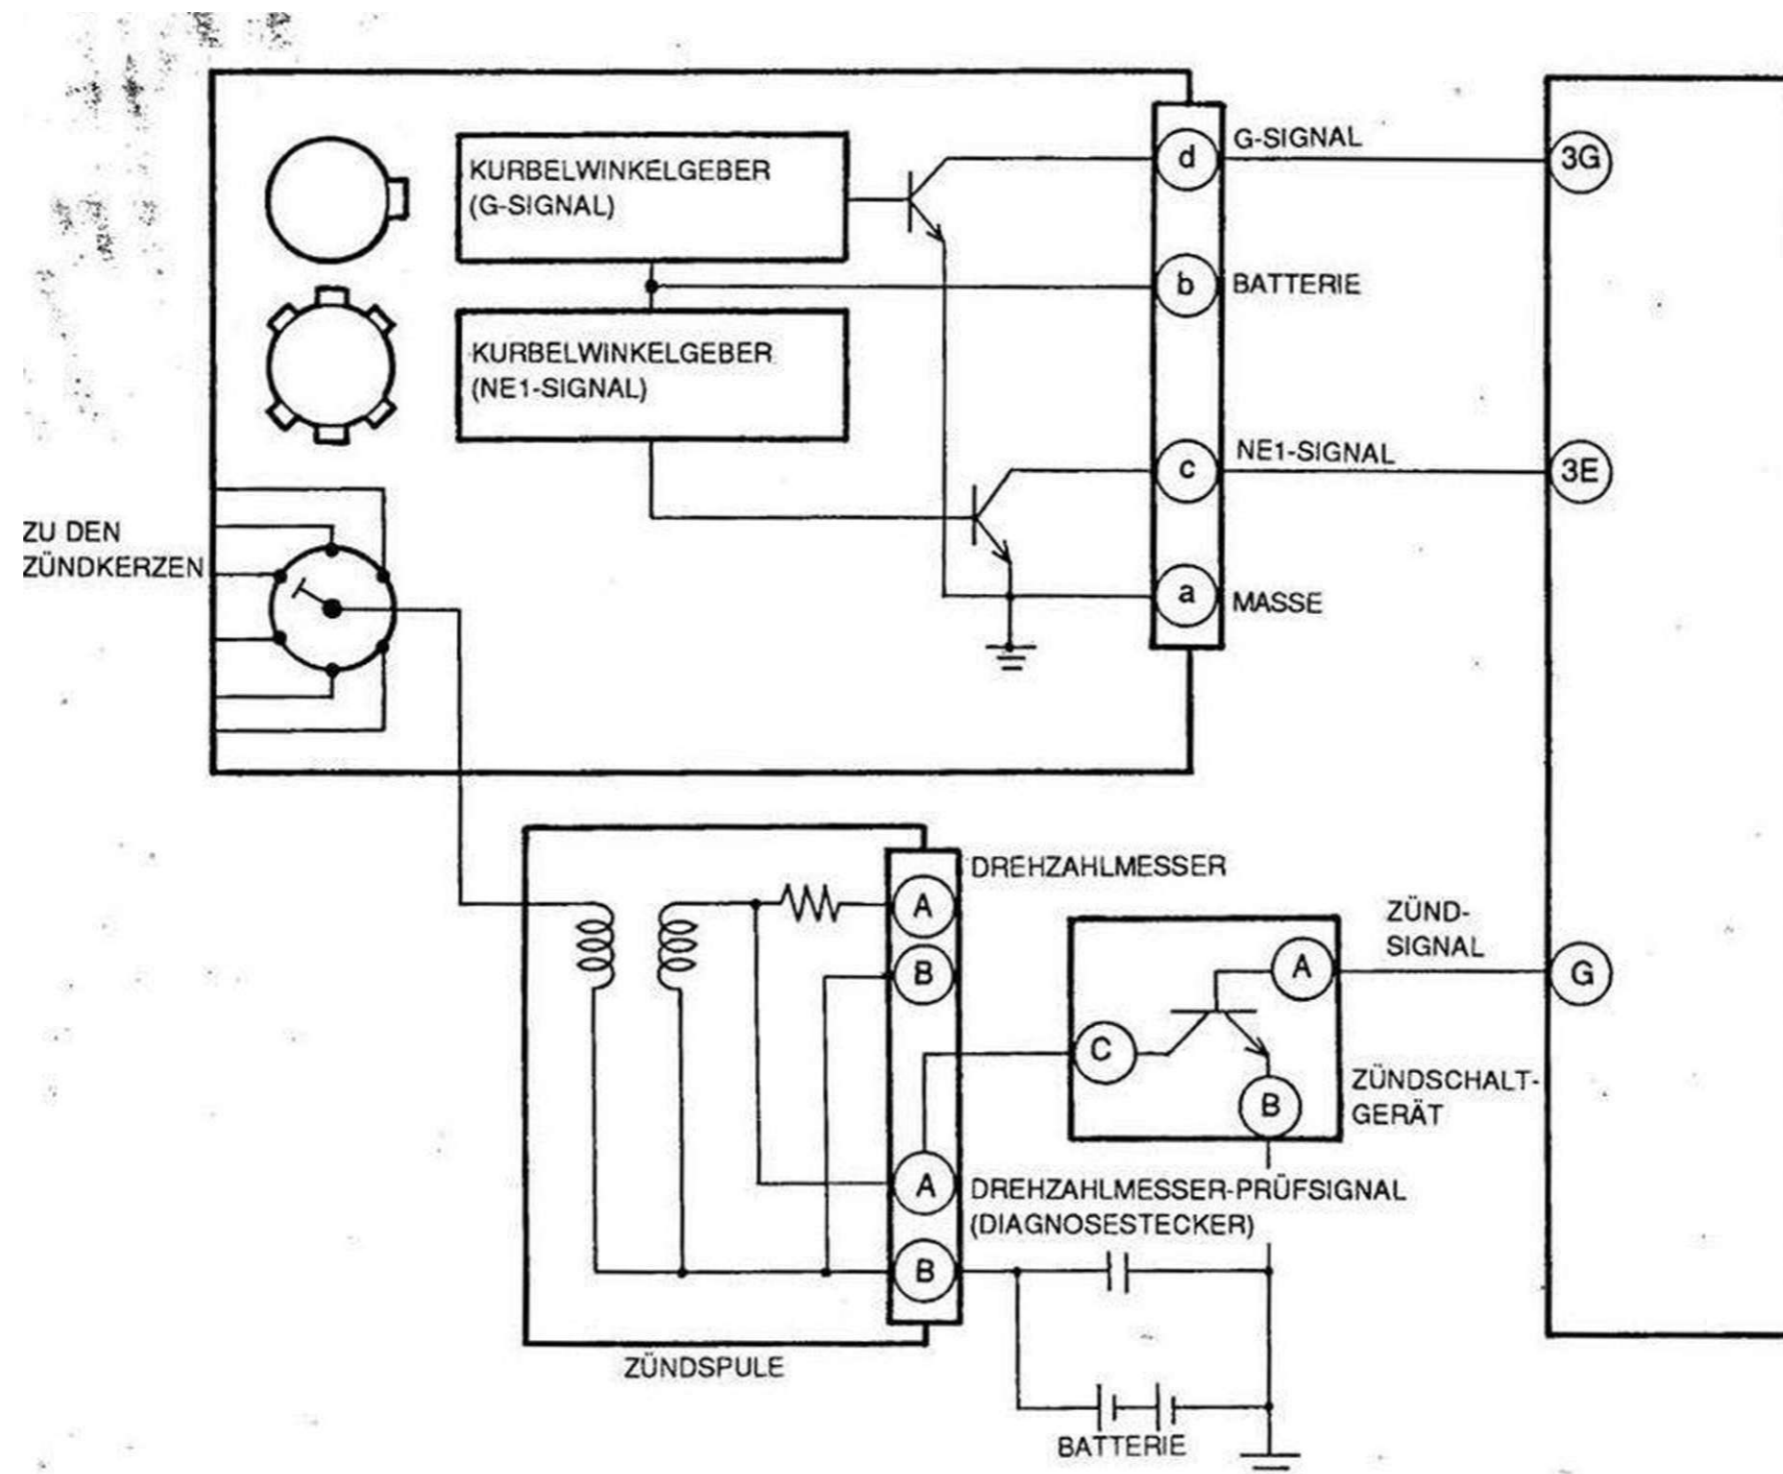 KURBELWINKELGEBER
(G-SIGNAL)
d
G-SIGNAL
3G
b
BATTERIE
KURBELWINKELGEBER
(NE1-SIGNAL)
c
NE1-SIGNAL
3E
ZU DEN
ZÜNDKERZEN
a
MASSE
DREHZAHLMESSER
A
B
ZÜND-
SIGNAL
A
G
C
B
ZÜNDSCHALT-
GERÄT
A
DREHZAHLMESSER-PRÜFSIGNAL
(DIAGNOSESTECKER)
B
ZÜNDSPULE
BATTERIE